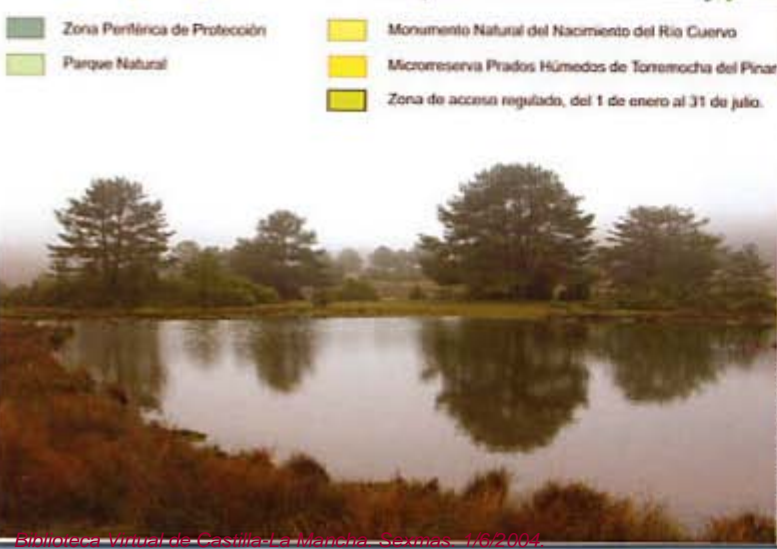 Zona Periférica de Protección
Parque Natural
Monumento Natural del Nacimiento del Río Cuervo
Microrreserva Prados Húmedos de Torremocha del Pinar
Zona de acceso regulado, del 1 de enero al 31 de julio.
Biblioteca Virtual de Castilla-La Mancha. Sexmas. 1/6/2004.